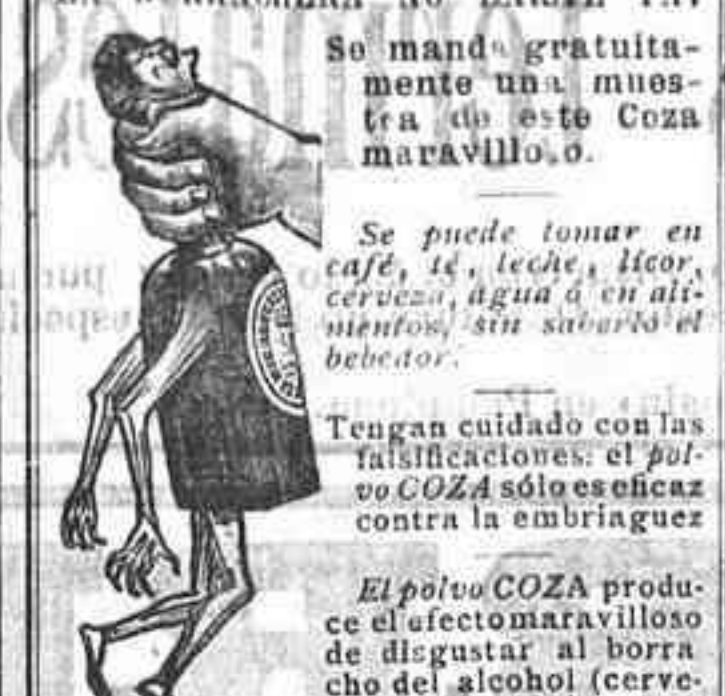 Se manda gratuita-
mente una mues-
tra de este Coza
maravilloso.
Se puede tomar en
café, té, leche, licor,
cerveza, agua ó en ali-
mentos, sin saberlo el
bebedor.
Tengan cuidado con las
falsificaciones: el pol-
vo COZA sólo es eficaz
contra la embriaguez
El polvo COZA produ-
ce el efecto maravilloso
de disgustar al borra
cho del alcohol (cerve-